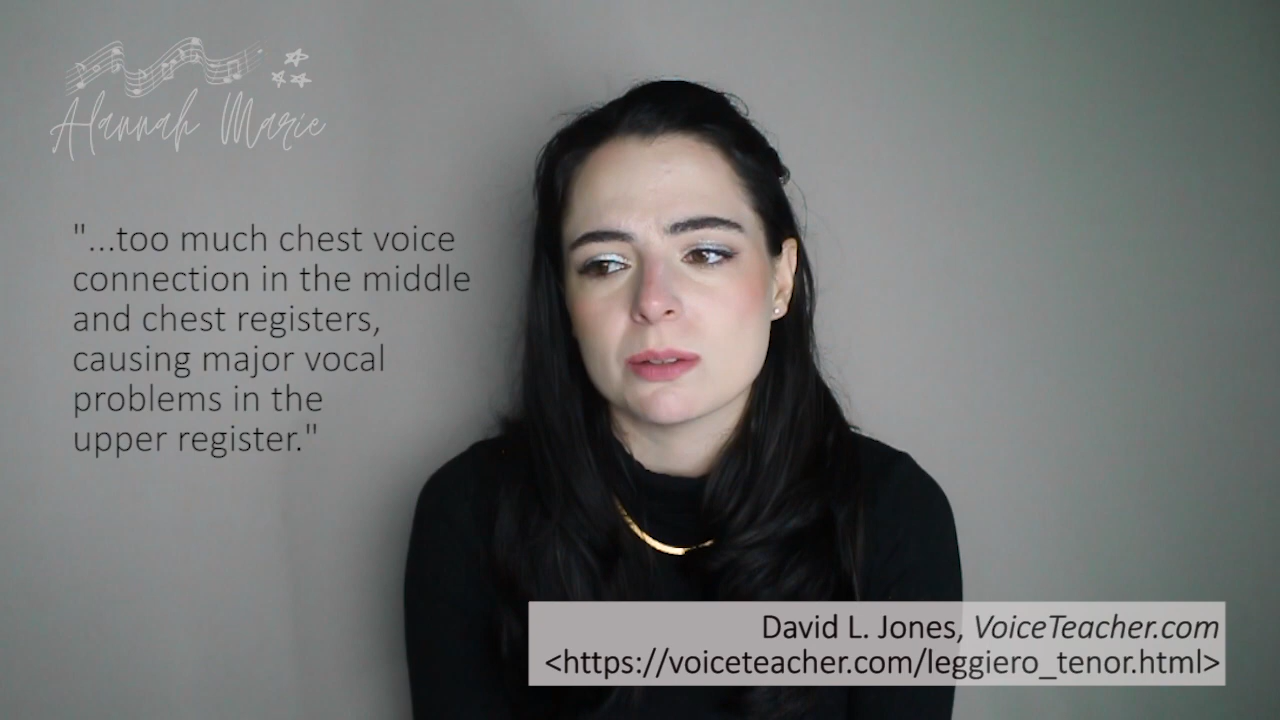 Alannah Marie
"...too much chest voice
connection in the middle
and chest registers,
causing major vocal
problems in the
upper register."
David L. Jones, VoiceTeacher.com
<https://voiceteacher.com/leggiero_tenor.html>